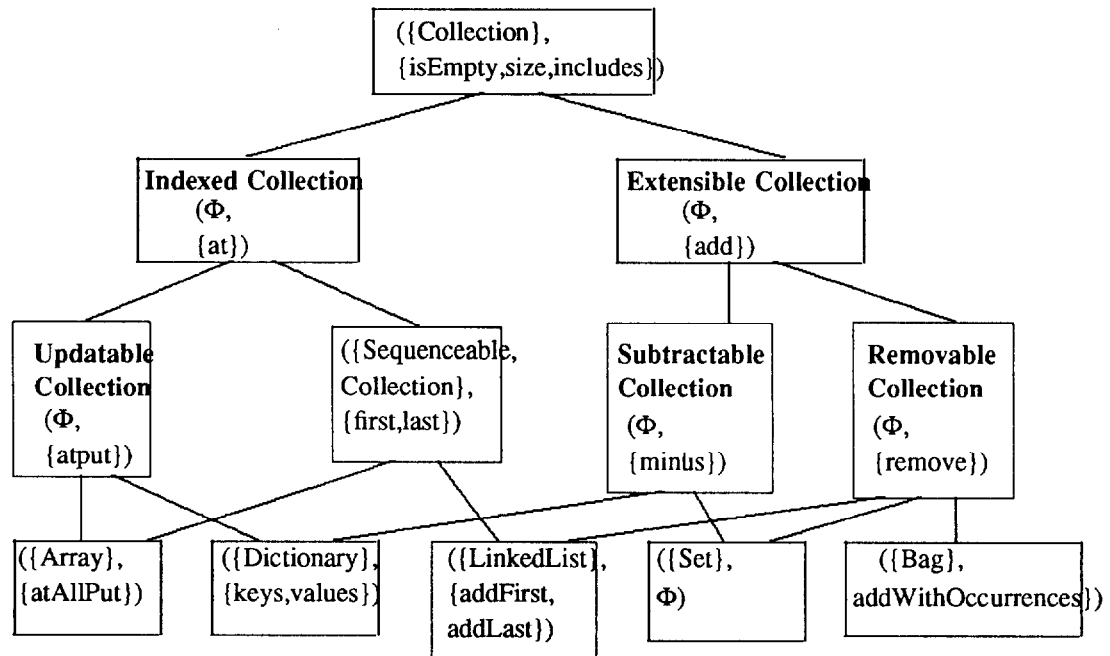 ({Collection},
{isEmpty,size,includes})
Indexed Collection
(Φ,
{at})
Extensible Collection
(Φ,
{add})
Updatable
Collection
(Φ,
{atput})
({Sequenceable,
Collection},
{first,last})
Subtractable
Collection
(Φ,
{minus})
Removable
Collection
(Φ,
{remove})
({Array},
{atAllPut})
({Dictionary},
{keys,values})
({LinkedList},
{addFirst,
addLast})
({Set},
Φ)
({Bag},
addWithOccurrences})